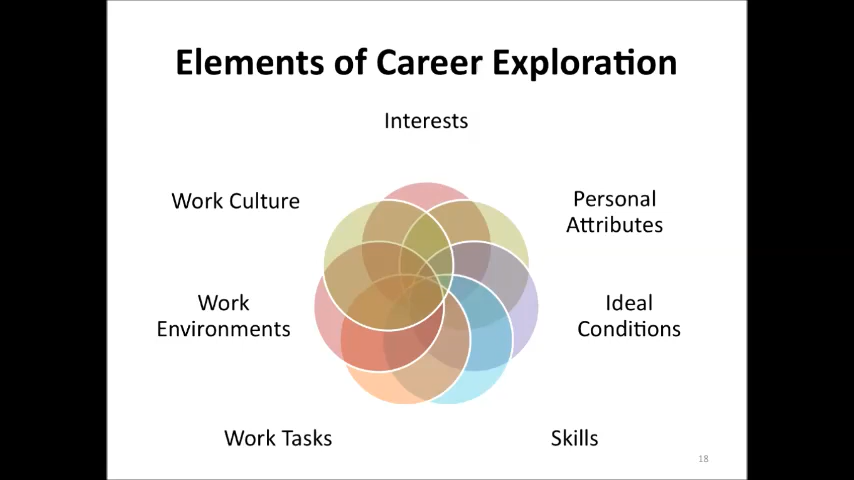 Elements of Career Exploration
Interests
Work Culture
Personal
Attributes
Work
Environments
Ideal
Conditions
Work Tasks
Skills
18